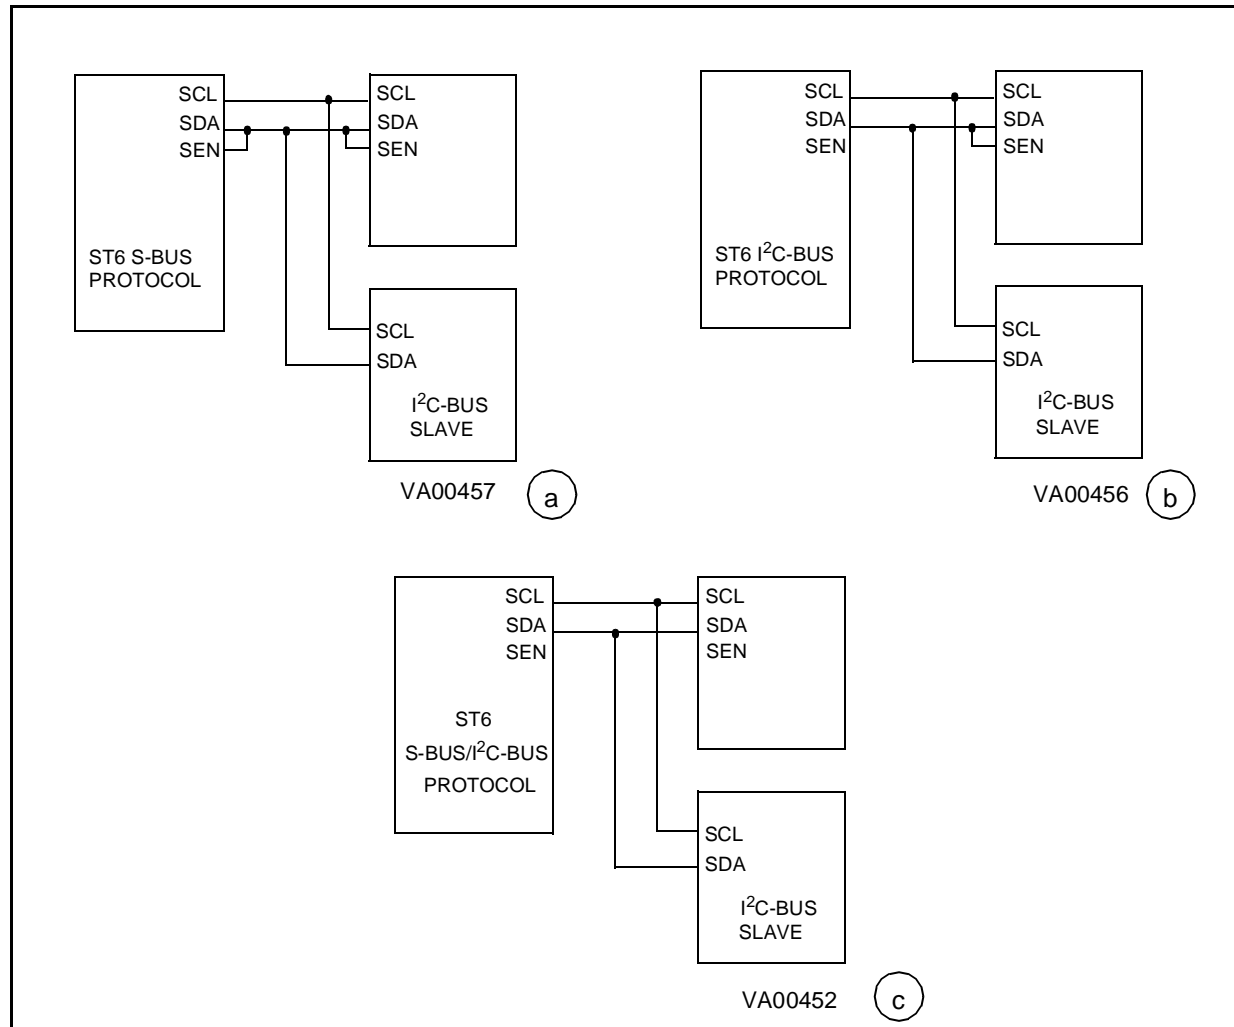 SCL
SDA
SEN
ST6 S-BUS
PROTOCOL
SCL
SDA
SEN
SCL
SDA
I²C-BUS
SLAVE
VA00457
a
SCL
SDA
SEN
ST6 I²C-BUS
PROTOCOL
SCL
SDA
SEN
SCL
SDA
I²C-BUS
SLAVE
VA00456
b
SCL
SDA
SEN
ST6
S-BUS/I²C-BUS
PROTOCOL
SCL
SDA
SEN
SCL
SDA
I²C-BUS
SLAVE
VA00452
c